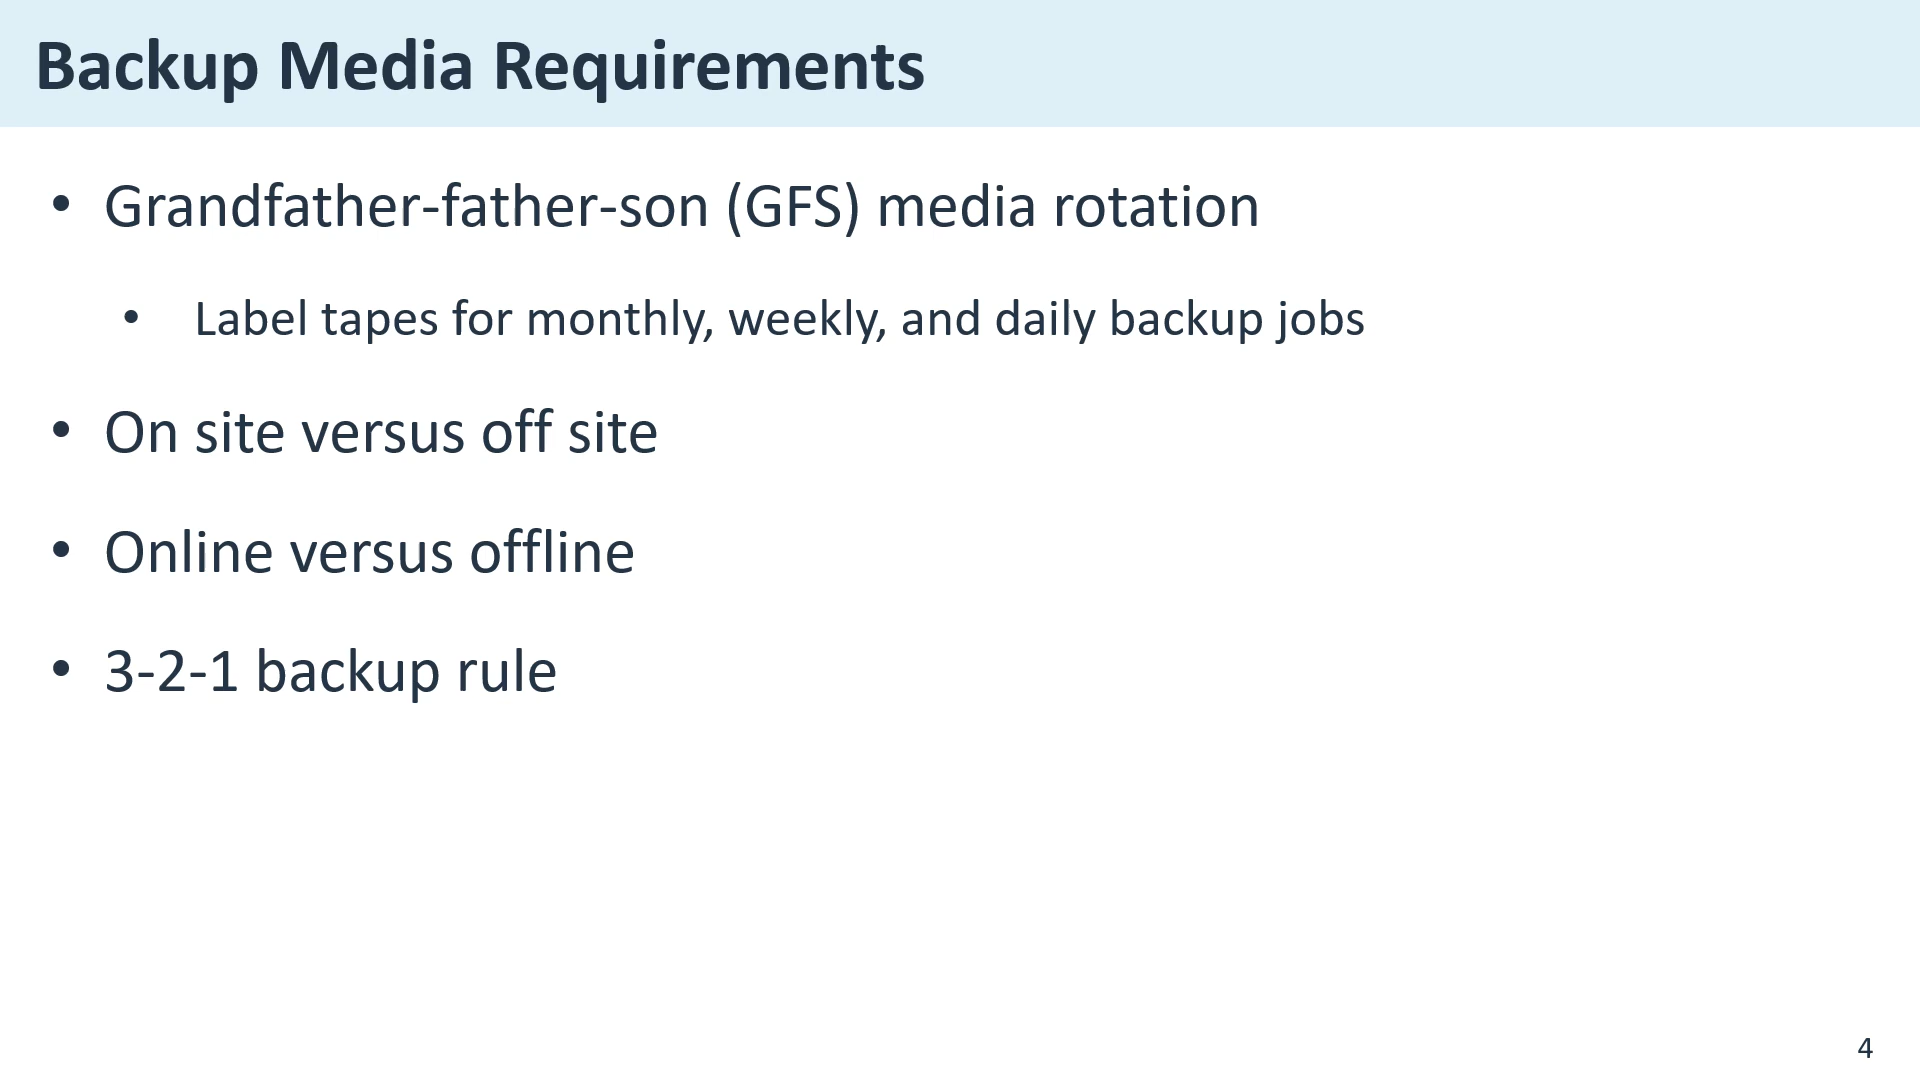 Backup Media Requirements
• Grandfather-father-son (GFS) media rotation
• Label tapes for monthly, weekly, and daily backup jobs
• On site versus off site
• Online versus offline
• 3-2-1 backup rule
4